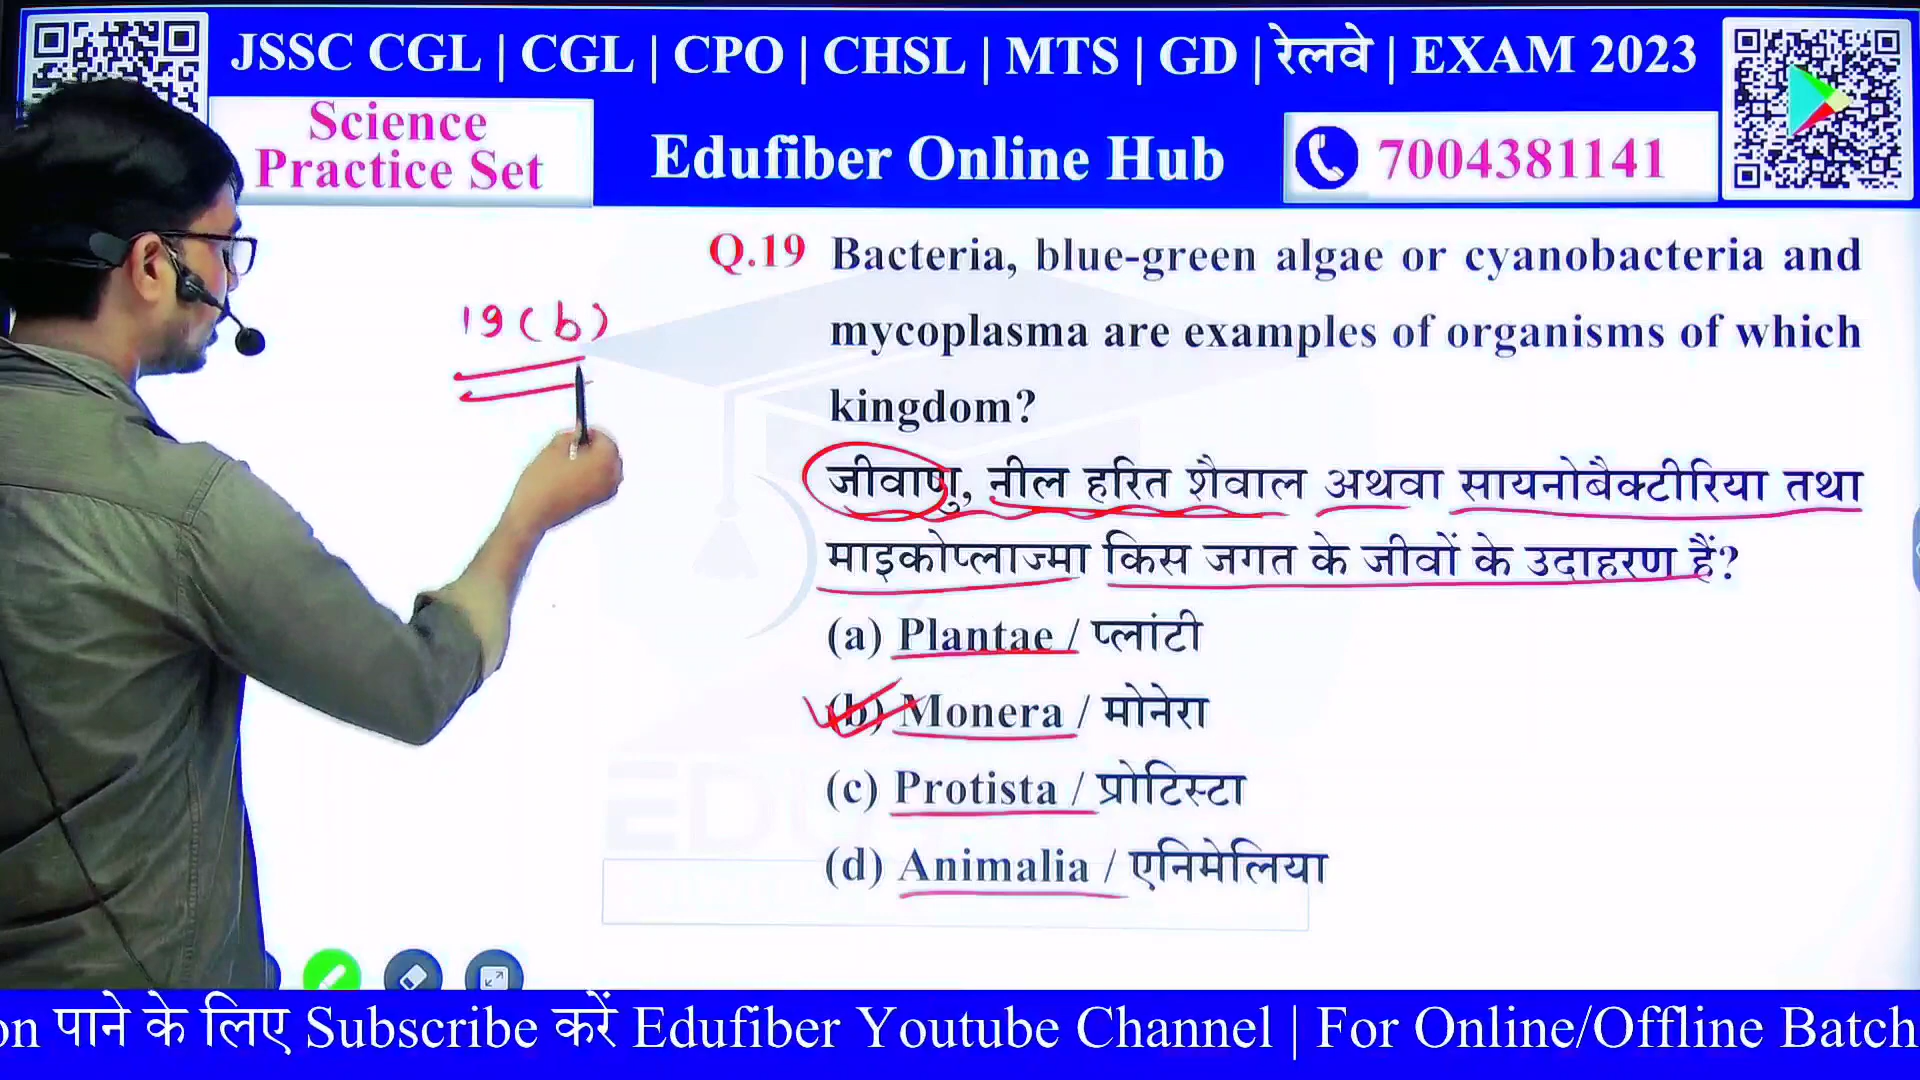 JSSC CGL | CGL | CPO | CHSL | MTS | GD | रेलवे | EXAM 2023
Science
Practice Set
Edufiber Online Hub
7004381141
19 (b)
Q.19 Bacteria, blue-green algae or cyanobacteria and
mycoplasma are examples of organisms of which
kingdom?
जीवाणु, नील हरित शैवाल अथवा सायनोबैक्टीरिया तथा
माइकोप्लाज्मा किस जगत के जीवों के उदाहरण हैं?
(a) Plantae / प्लांटी
(b) Monera / मोनेरा
(c) Protista / प्रोटिस्टा
(d) Animalia / एनिमेलिया
on पाने के लिए Subscribe करें Edufiber Youtube Channel | For Online/Offline Batch